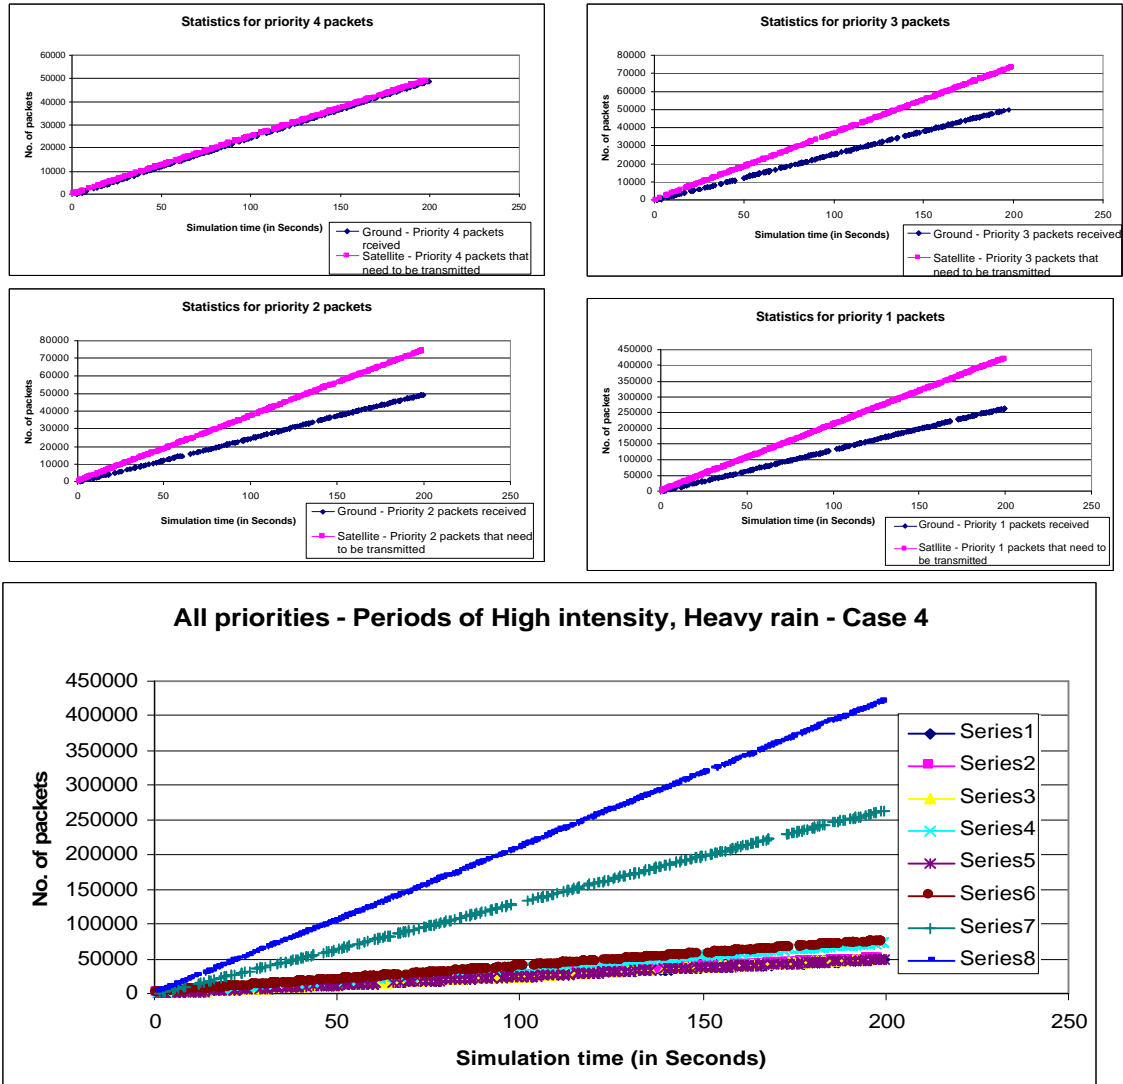 Statistics for priority 4 packets
60000
50000
40000
30000
20000
10000
0
No. of packets
0 50 100 150 200 250
Simulation time (in Seconds)
Ground - Priority 4 packets
rceived
Satellite - Priority 4 packets that
need to be transmitted
Statistics for priority 3 packets
80000
70000
60000
50000
40000
30000
20000
10000
0
No. of packets
0 50 100 150 200 250
Simulation time (in Seconds)
Ground - Priority 3 packets received
Satellite - Priority 3 packets that
need to be transmitted
Statistics for priority 2 packets
80000
70000
60000
50000
40000
30000
20000
10000
0
No. of packets
0 50 100 150 200 250
Simulation time (in Seconds)
Ground - Priority 2 packets received
Satellite - Priority 2 packets that need
to be transmitted
Statistics for priority 1 packets
450000
400000
350000
300000
250000
200000
150000
100000
50000
0
No. of packets
0 50 100 150 200 250
Simulation time (in Seconds)
Ground - Priority 1 packets received
Satllite - Priority 1 packets that need to
be transmitted
All priorities - Periods of High intensity, Heavy rain - Case 4
450000
400000
350000
300000
250000
200000
150000
100000
50000
0
No. of packets
0 50 100 150 200 250
Simulation time (in Seconds)
Series1
Series2
Series3
Series4
Series5
Series6
Series7
Series8